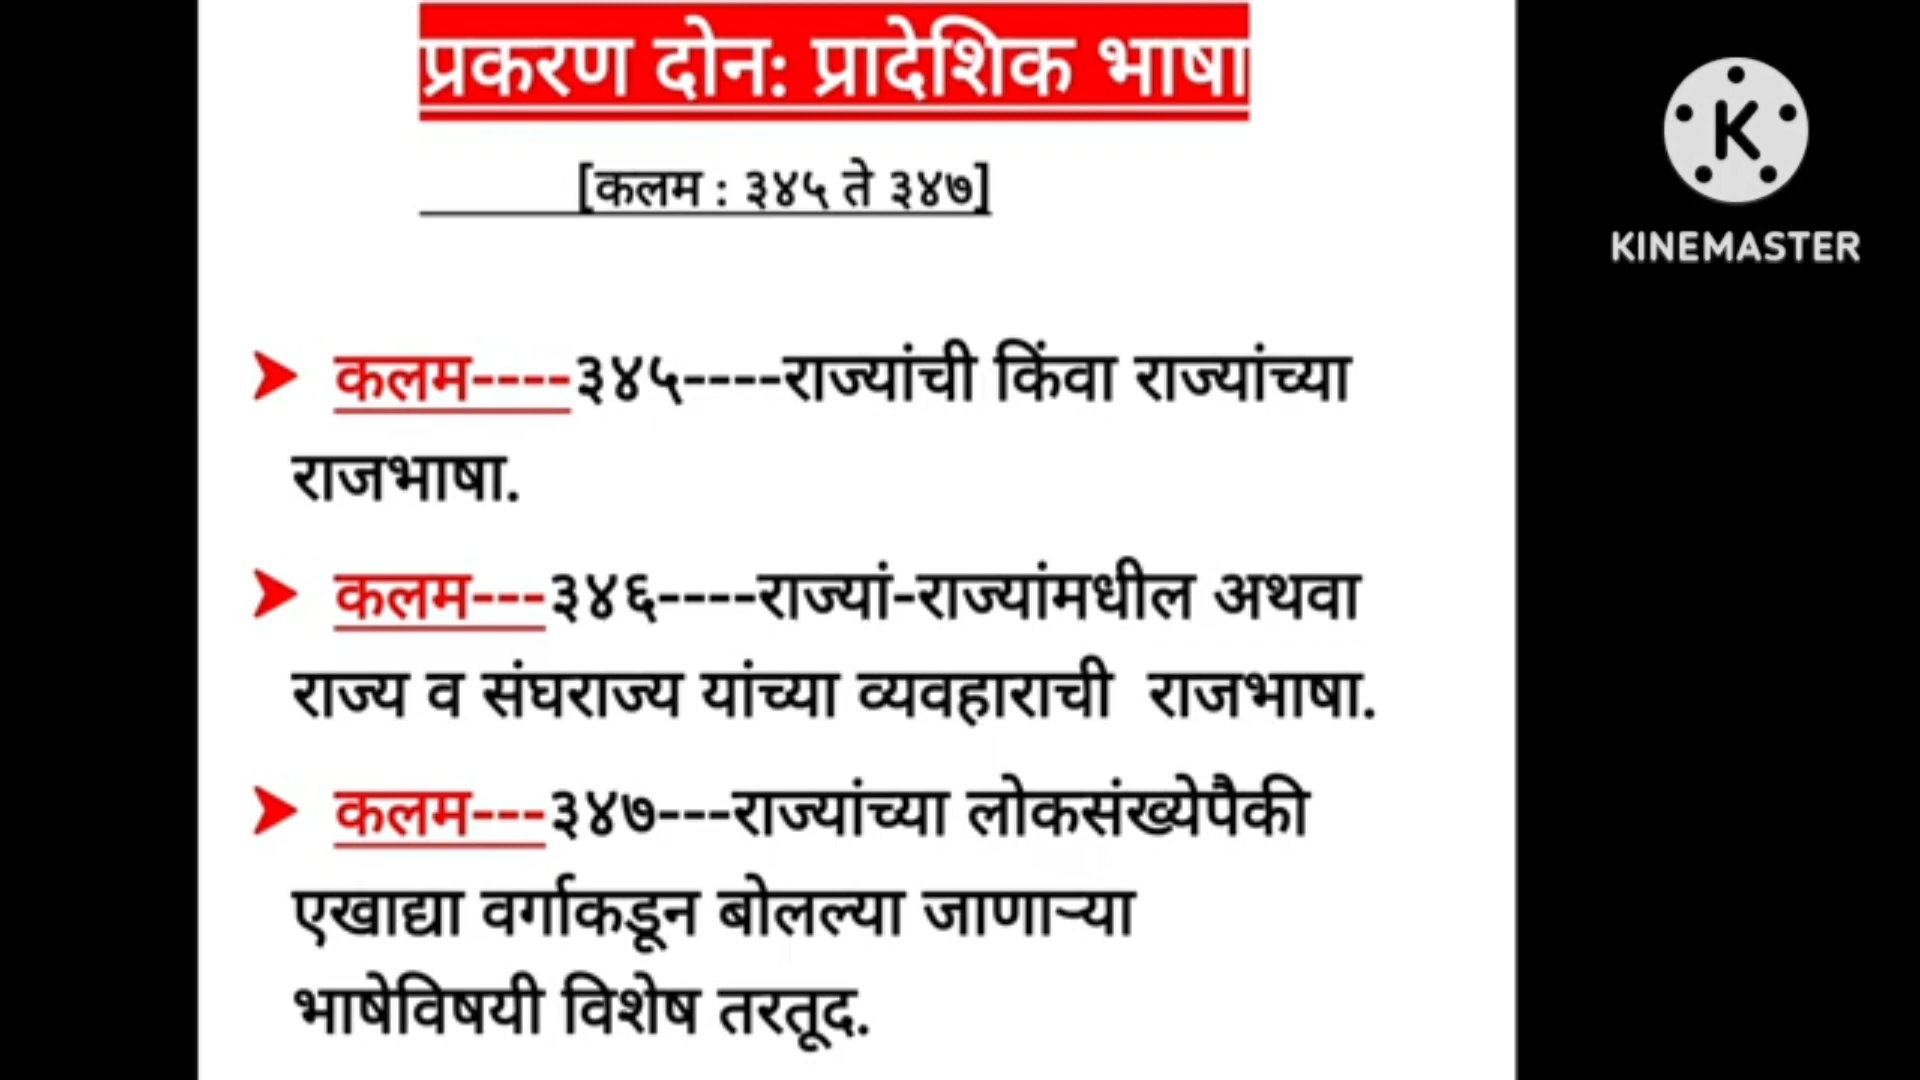 प्रकरण दोन: प्रादेशिक भाषा
[कलम : ३४५ ते ३४७]
KINEMASTER
➤ कलम----३४५----राज्यांची किंवा राज्यांच्या
राजभाषा.
➤ कलम---३४६----राज्यां-राज्यांमधील अथवा
राज्य व संघराज्य यांच्या व्यवहाराची राजभाषा.
➤ कलम---३४७---राज्यांच्या लोकसंख्येपैकी
एखाद्या वर्गाकडून बोलल्या जाणाऱ्या
भाषेविषयी विशेष तरतूद.